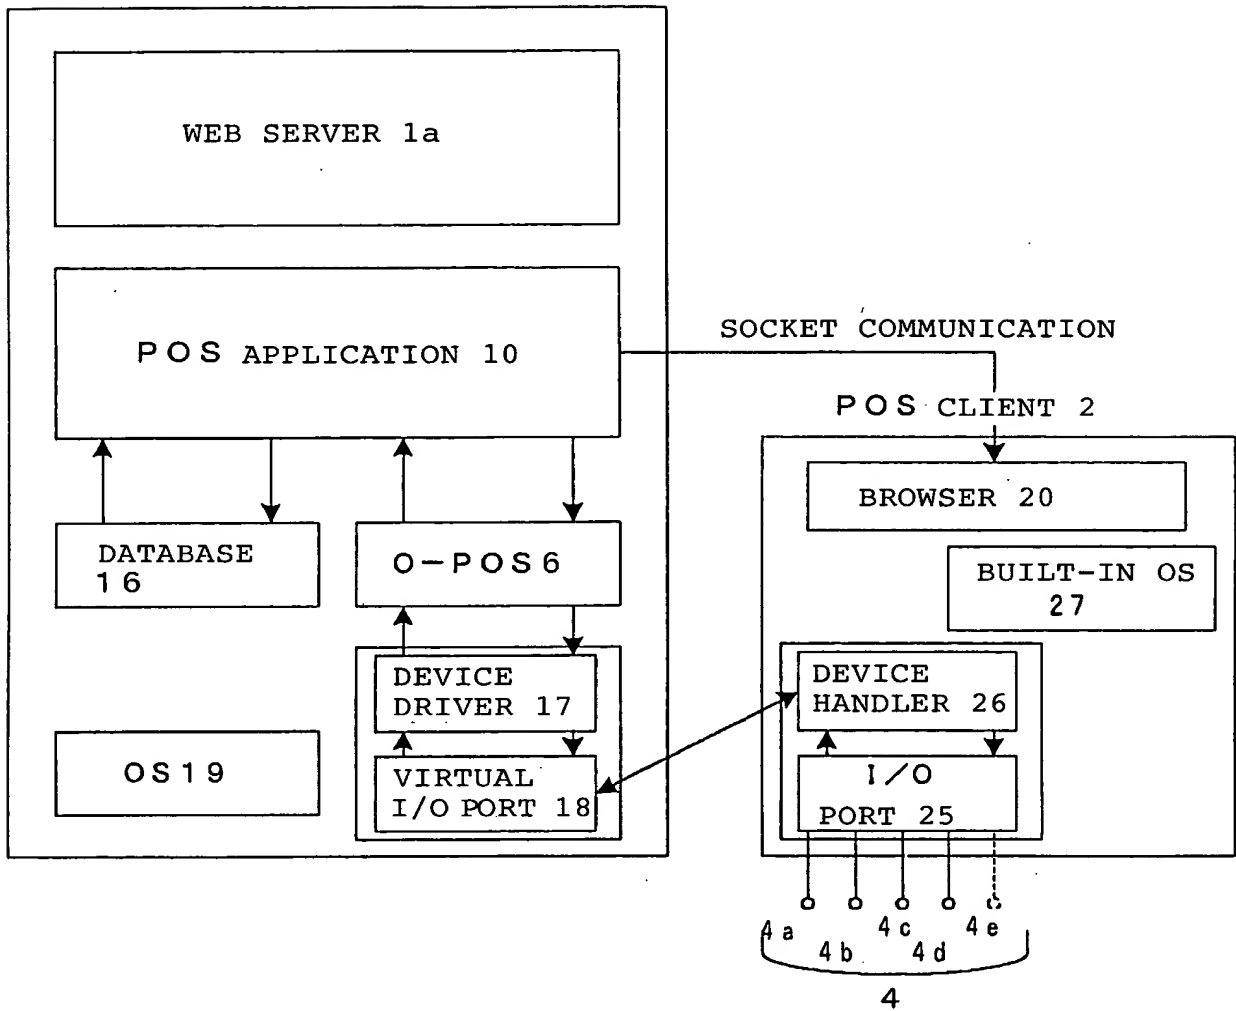 WEB SERVER 1a
POS APPLICATION 10
SOCKET COMMUNICATION
POS CLIENT 2
BROWSER 20
DATABASE
16
O-POS6
BUILT-IN OS
27
DEVICE
DRIVER 17
DEVICE
HANDLER 26
OS19
VIRTUAL
I/O PORT 18
I/O
PORT 25
4a
4b
4c
4d
4e
4